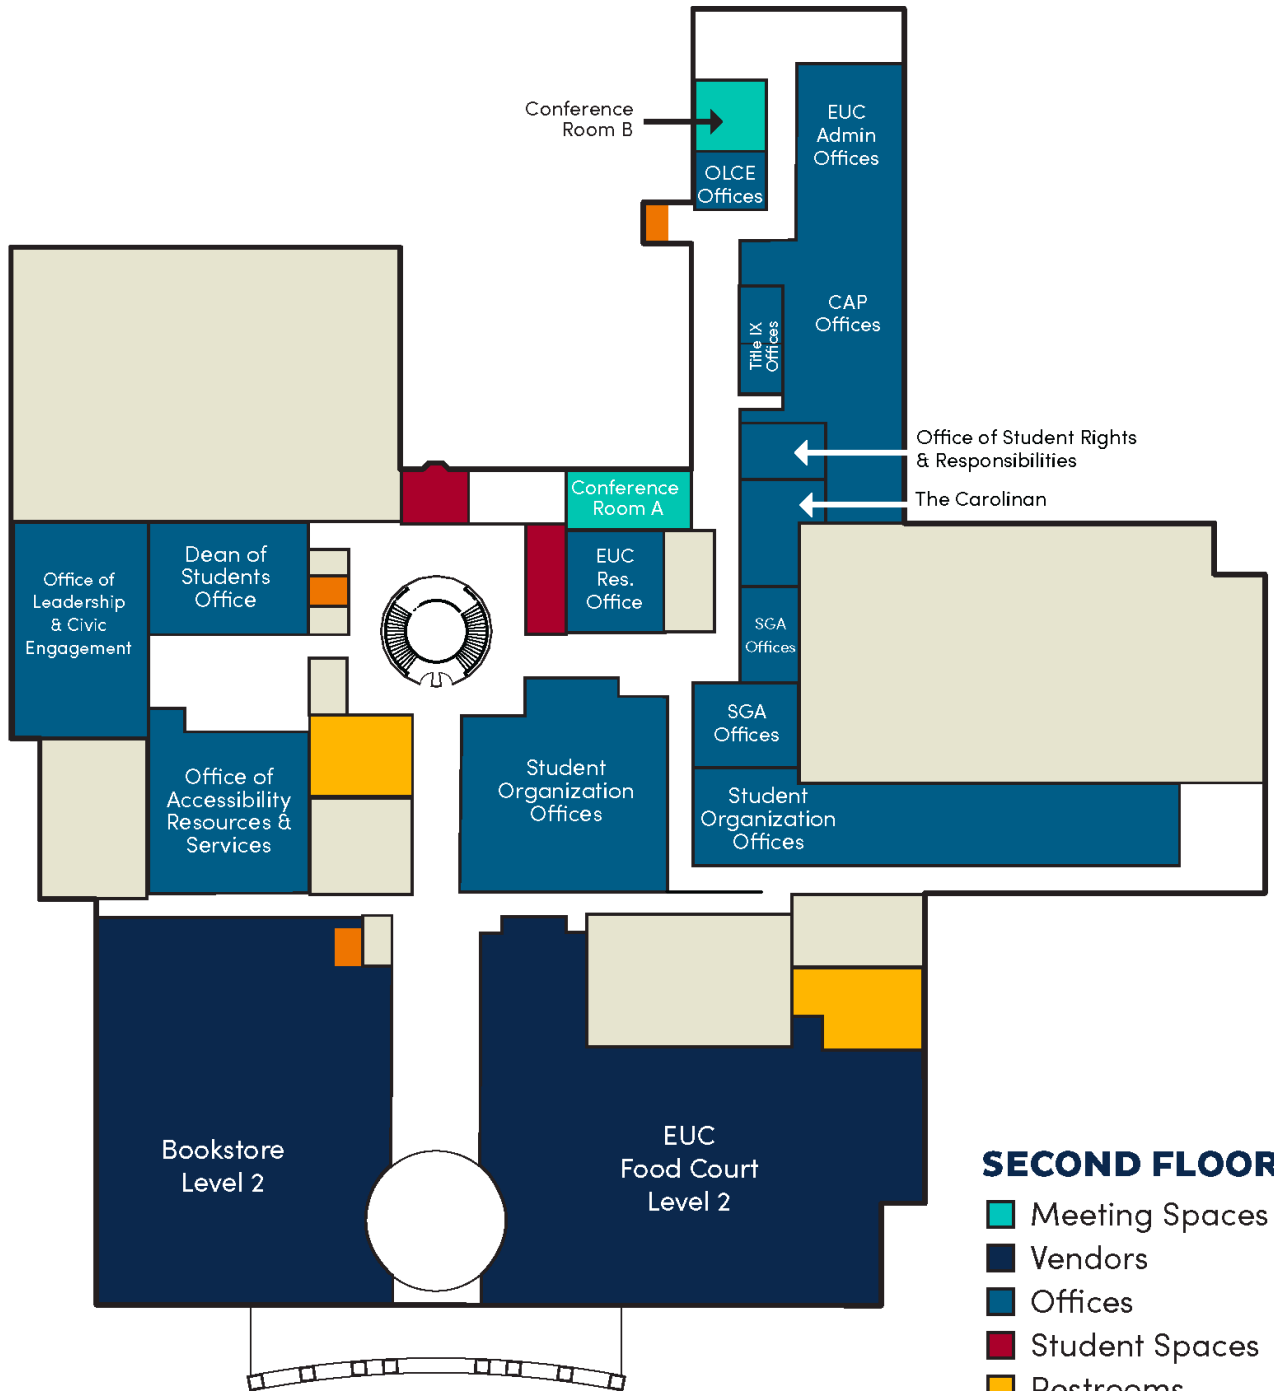 Conference
Room B
EUC
Admin
Offices
OLCE
Offices
CAP
Offices
Title IX
Offices
Office of Student Rights
& Responsibilities
The Carolinan
Conference
Room A
EUC
Res.
Office
Dean of
Students
Office
Office of
Leadership
& Civic
Engagement
SGA
Offices
SGA
Offices
Student
Organization
Offices
Student
Organization
Offices
Office of
Accessibility
Resources &
Services
Bookstore
Level 2
EUC
Food Court
Level 2
SECOND FLOOR
Meeting Spaces
Vendors
Offices
Student Spaces
Restrooms